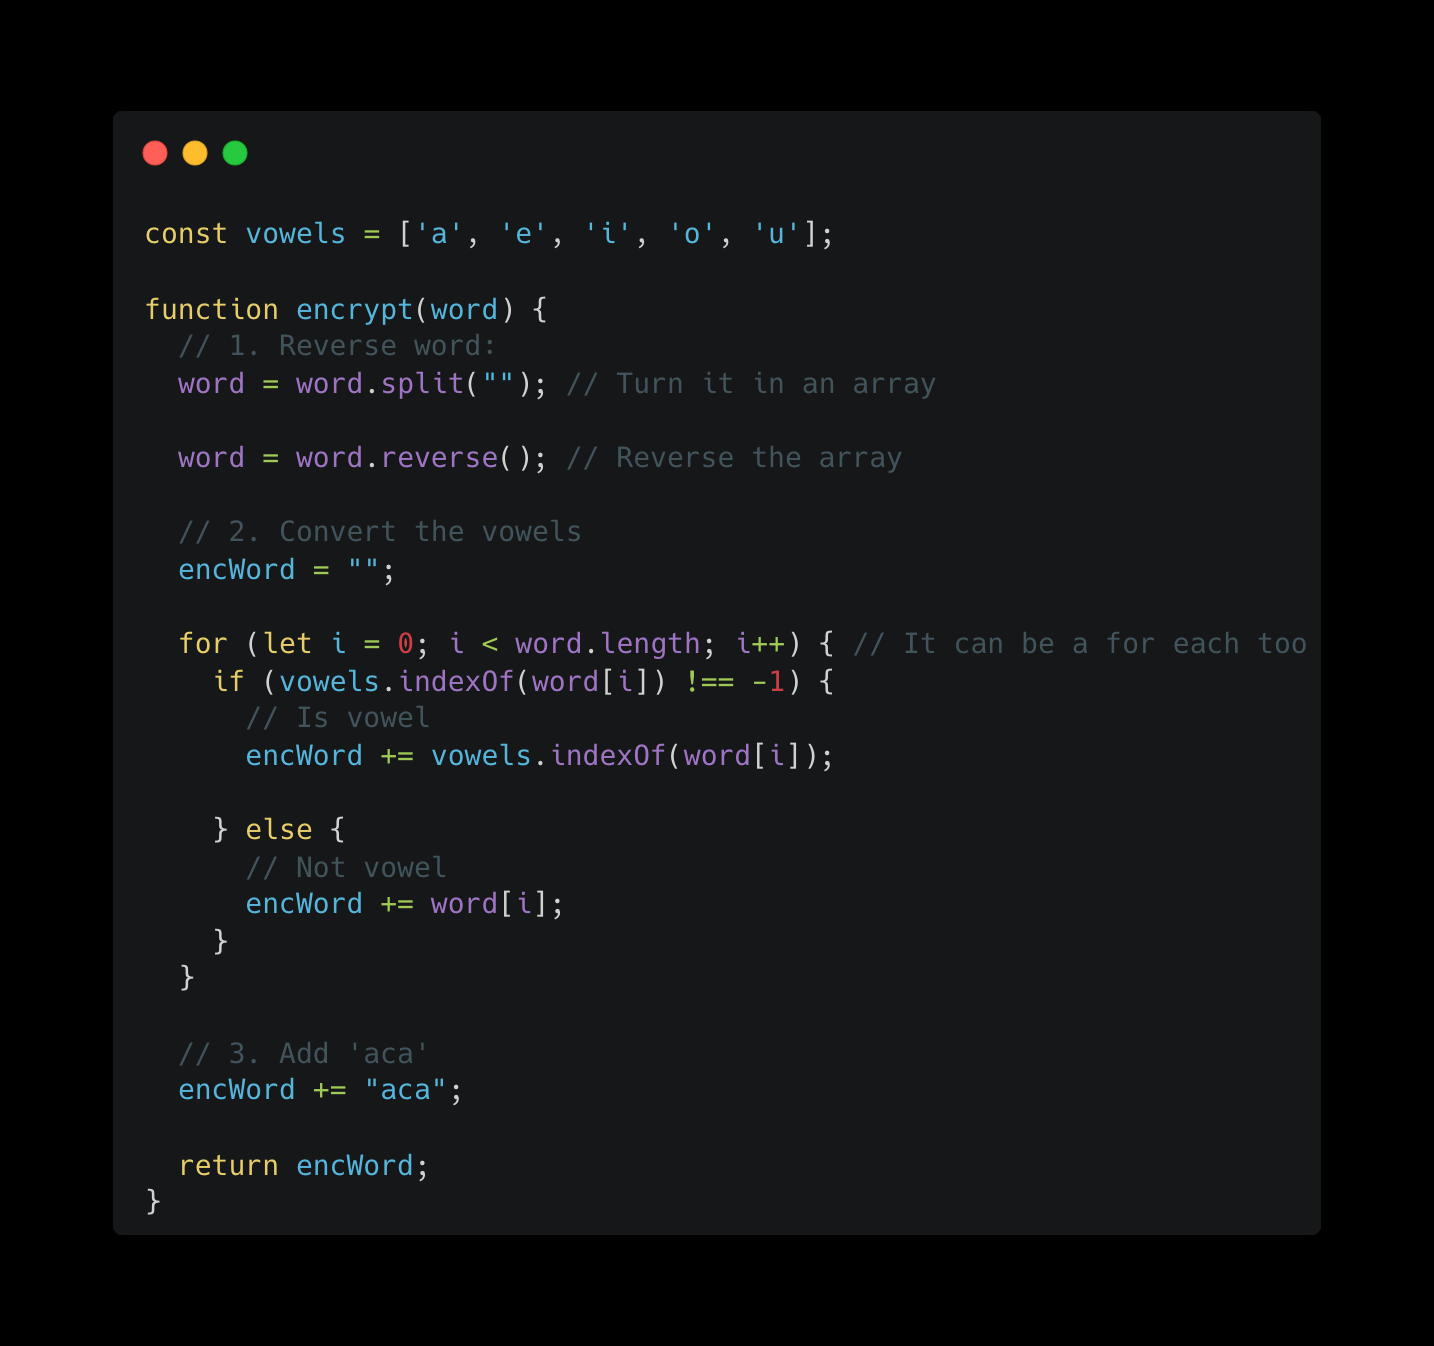 const vowels = ['a', 'e', 'i', 'o', 'u'];
function encrypt(word) {
// 1. Reverse word:
word = word.split(""); // Turn it in an array
word = word.reverse(); // Reverse the array
// 2. Convert the vowels
encWord = "";
for (let i = 0; i < word.length; i++) { // It can be a for each too
if (vowels.indexOf(word[i]) !== -1) {
// Is vowel
encWord += vowels.indexOf(word[i]);
} else {
// Not vowel
encWord += word[i];
}
}
// 3. Add 'aca'
encWord += "aca";
return encWord;
}